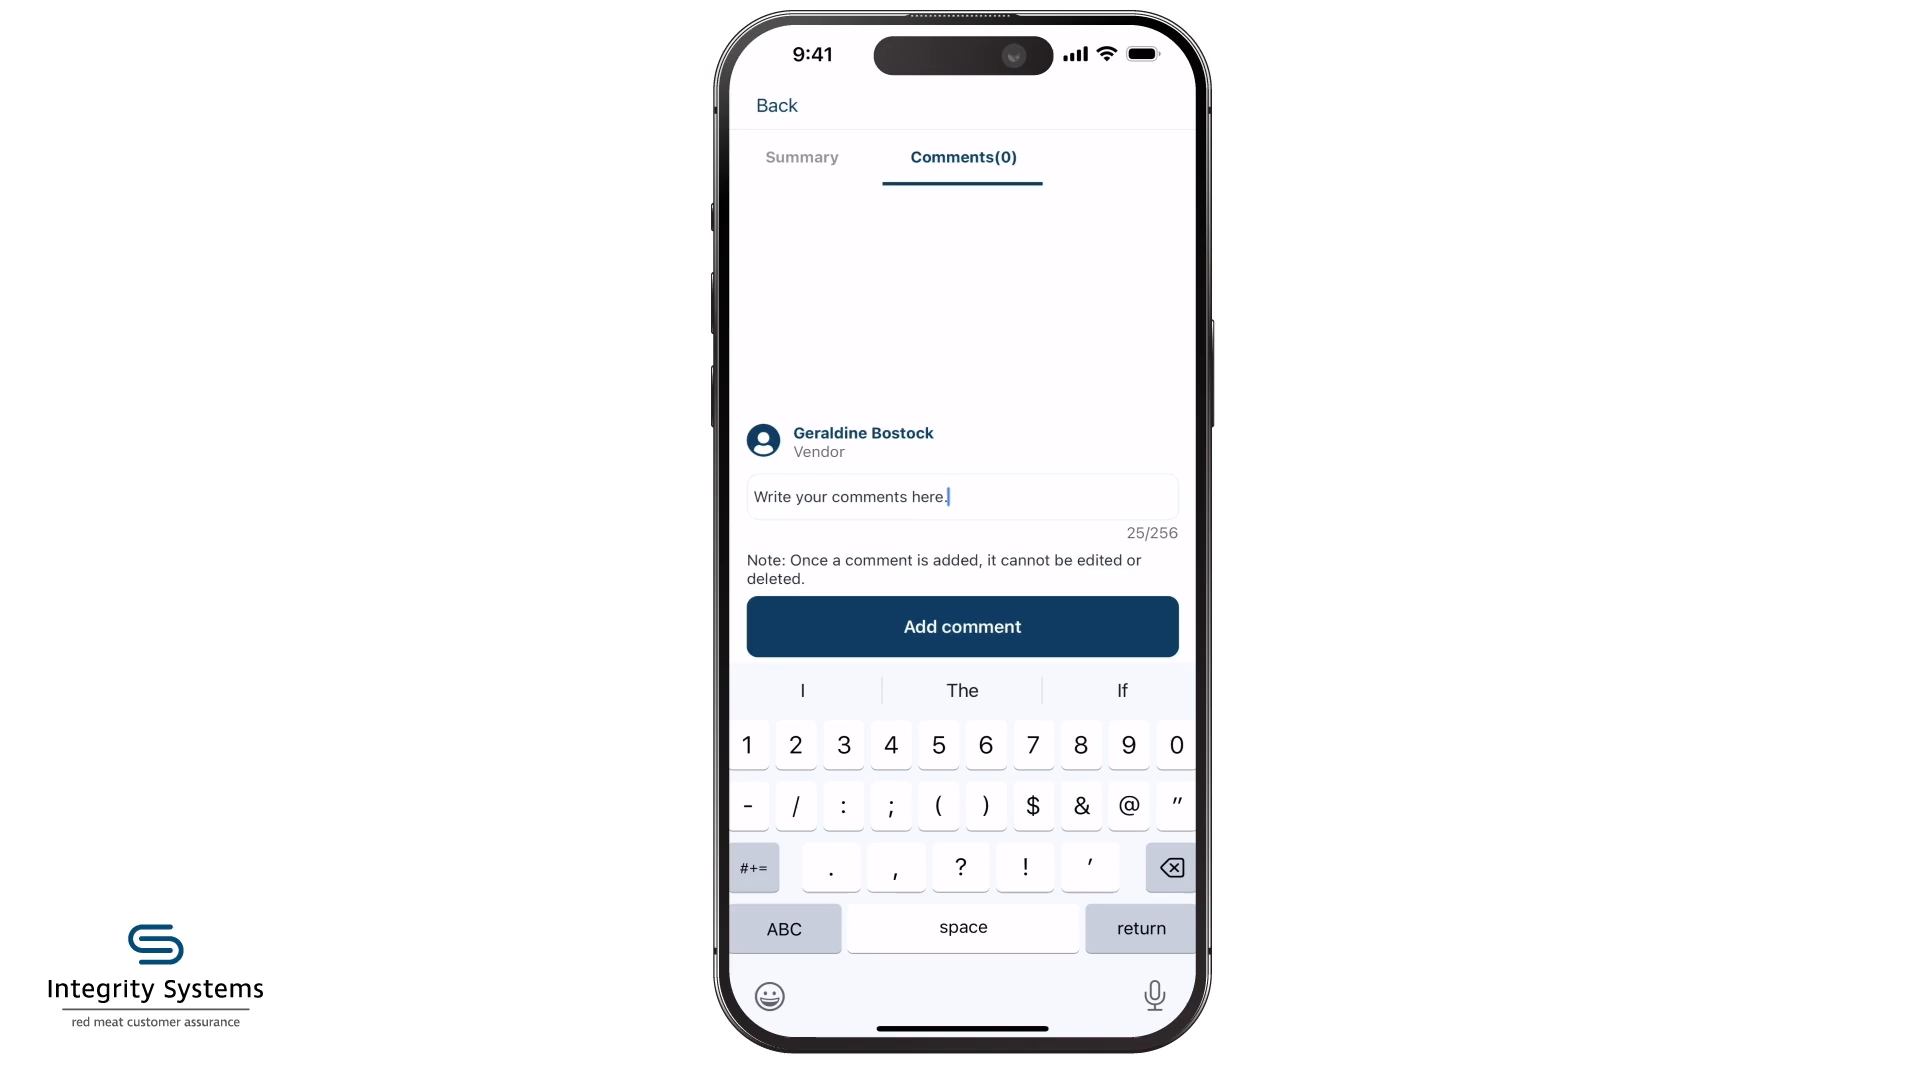 9:41
Back
Summary
Comments(0)
Geraldine Bostock
Vendor
Write your comments here.
25/256
Note: Once a comment is added, it cannot be edited or
deleted.
Add comment
I The If
1 2 3 4 5 6 7 8 9 0
- / : ; ( ) $ & @ "
#+= . , ? ! '
ABC space return
Integrity Systems
red meat customer assurance